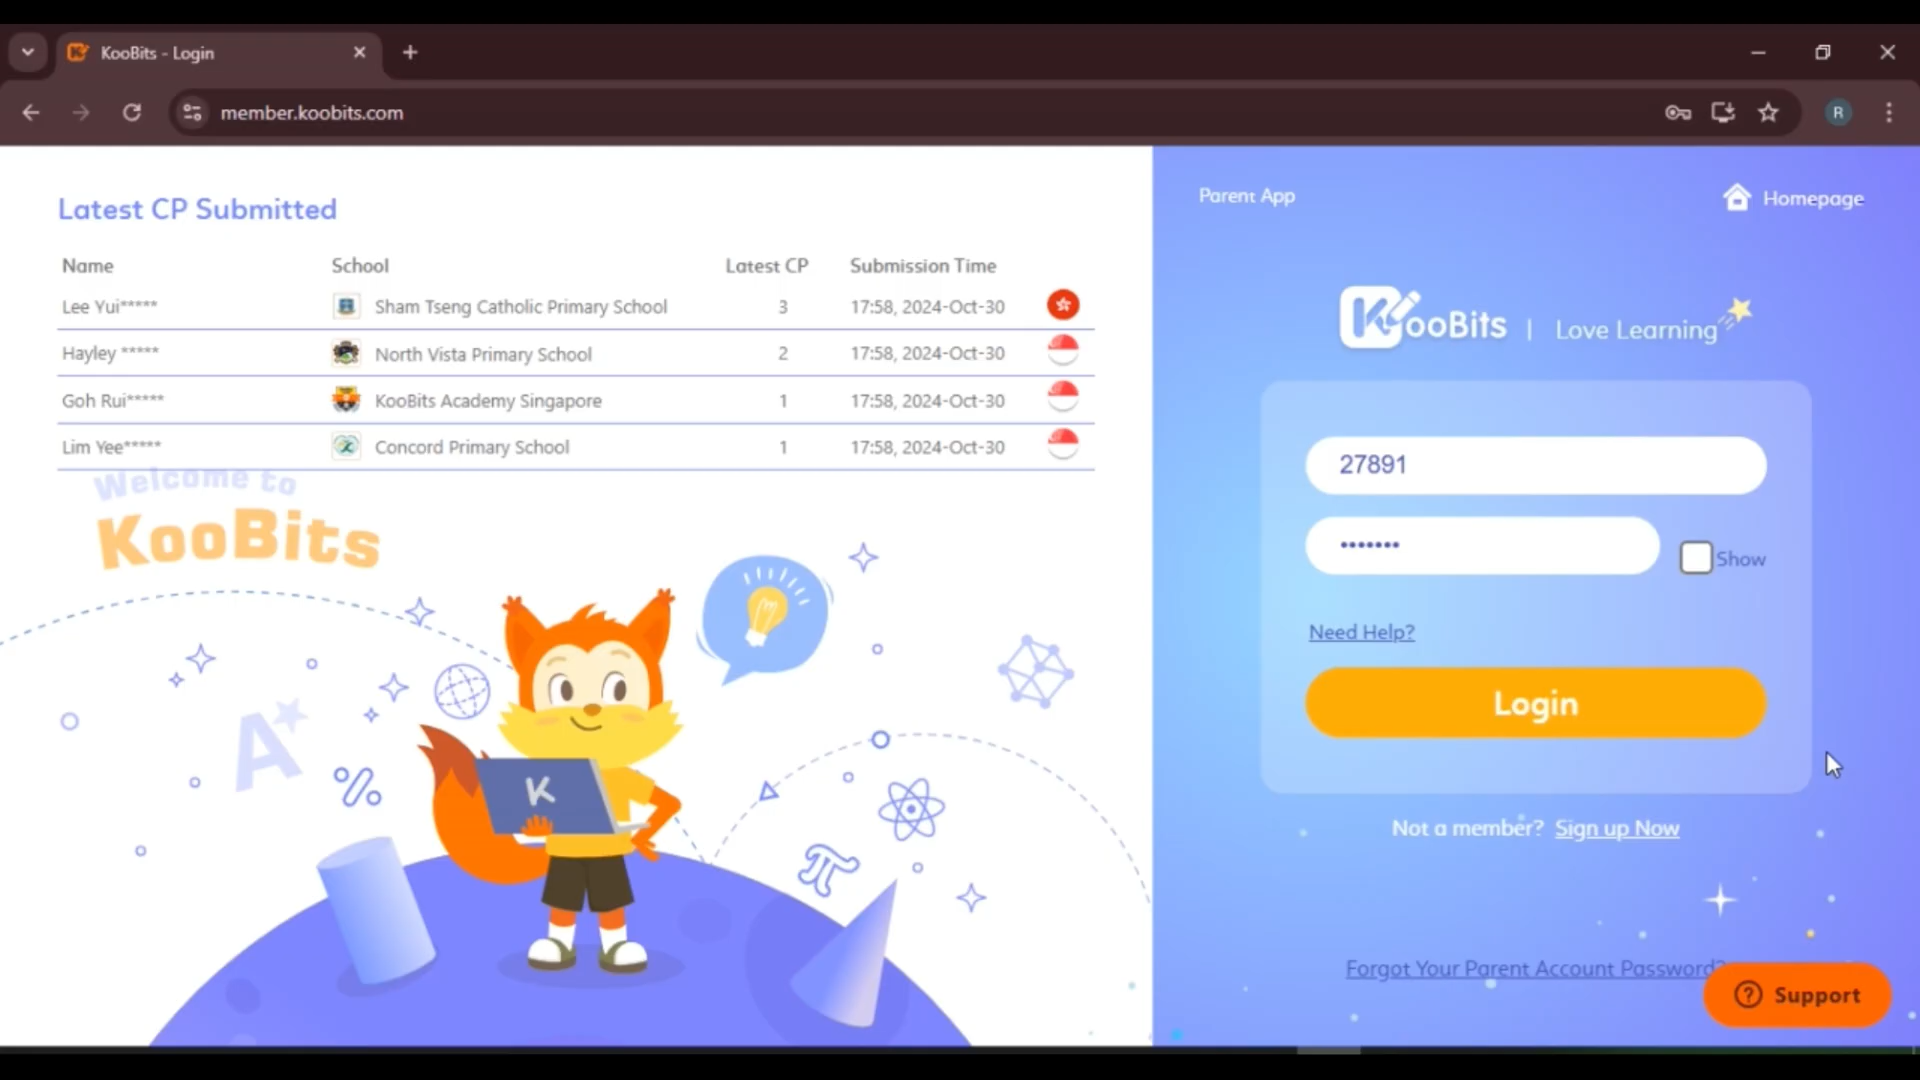 KooBits - Login
member.koobits.com
R
Latest CP Submitted
Name School Latest CP Submission Time
Lee Yui***** Sham Tseng Catholic Primary School 3 17:58, 2024-Oct-30
Hayley ***** North Vista Primary School 2 17:58, 2024-Oct-30
Goh Rui***** KooBits Academy Singapore 1 17:58, 2024-Oct-30
Lim Yee***** Concord Primary School 1 17:58, 2024-Oct-30
Welcome to
KooBits
A
K
Parent App
Homepage
KooBits | Love Learning
27891
•••••••
Show
Need Help?
Login
Not a member? Sign up Now
Forgot Your Parent Account Password?
Support